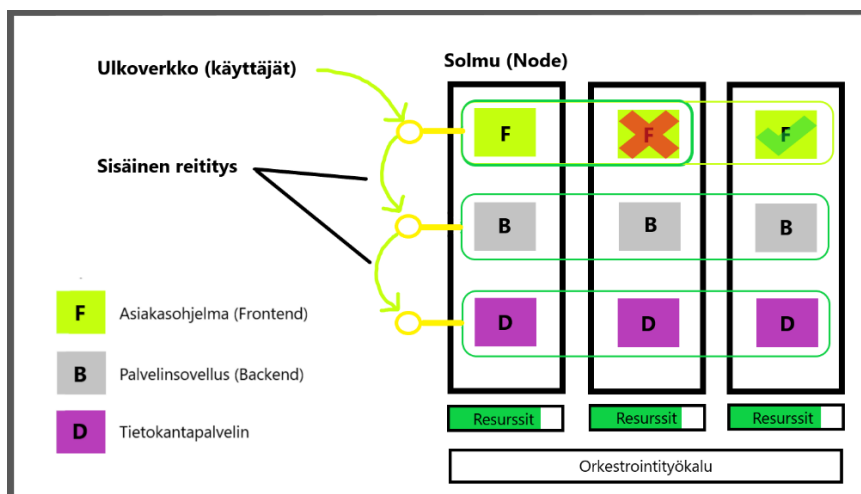 Solmu (Node)
Ulkoverkko (käyttäjät)
F
F
F
Sisäinen reititys
B
B
B
F
Asiakasohjelma (Frontend)
D
D
D
B
Palvelinsovellus (Backend)
D
Tietokantapalvelin
Resurssit
Resurssit
Resurssit
Orkestrointityökalu